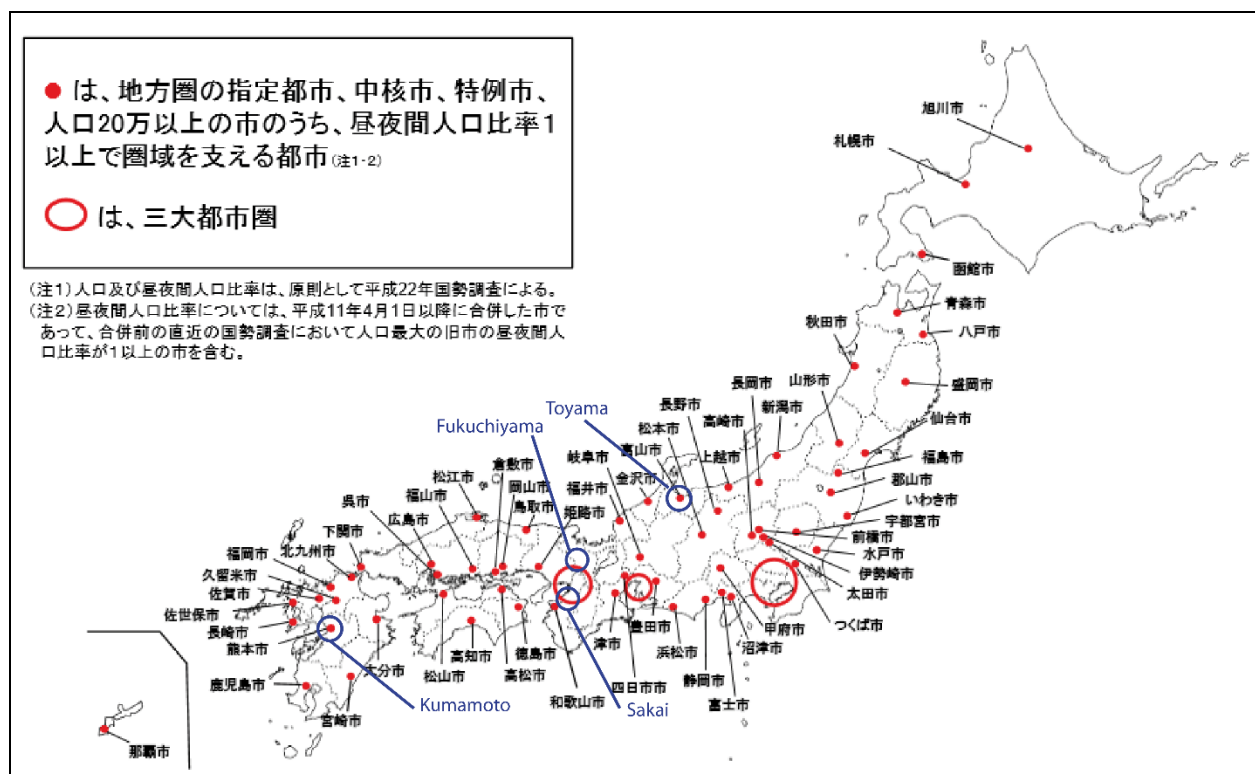 ● は、地方圏の指定都市、中核市、特例市、
人口20万以上の市のうち、昼夜間人口比率1
以上で圏域を支える都市(注1-2)
は、三大都市圏
(注1)人口及び昼夜間人口比率は、原則として平成22年国勢調査による。
(注2)昼夜間人口比率については、平成11年4月1日以降に合併した市で
あって、合併前の直近の国勢調査において人口最大の旧市の昼夜間人
口比率が1以上の市を含む。
旭川市
札幌市
函館市
青森市
八戸市
秋田市
盛岡市
山形市
仙台市
長岡市
新潟市
長野市
高崎市
松本市
Toyama
富山市
上越市
福島市
郡山市
いわき市
宇都宮市
前橋市
水戸市
伊勢崎市
太田市
つくば市
甲府市
沼津市
富士市
静岡市
浜松市
豊田市
四日市市
津市
岐阜市
金沢市
福井市
Fukuchiyama
倉敷市
岡山市
鳥取市
姫路市
松江市
福山市
呉市
広島市
下関市
北九州市
福岡市
久留米市
佐賀市
佐世保市
長崎市
熊本市
鹿児島市
宮崎市
大分市
松山市
高知市
高松市
徳島市
和歌山市
Sakai
Kumamoto
那覇市